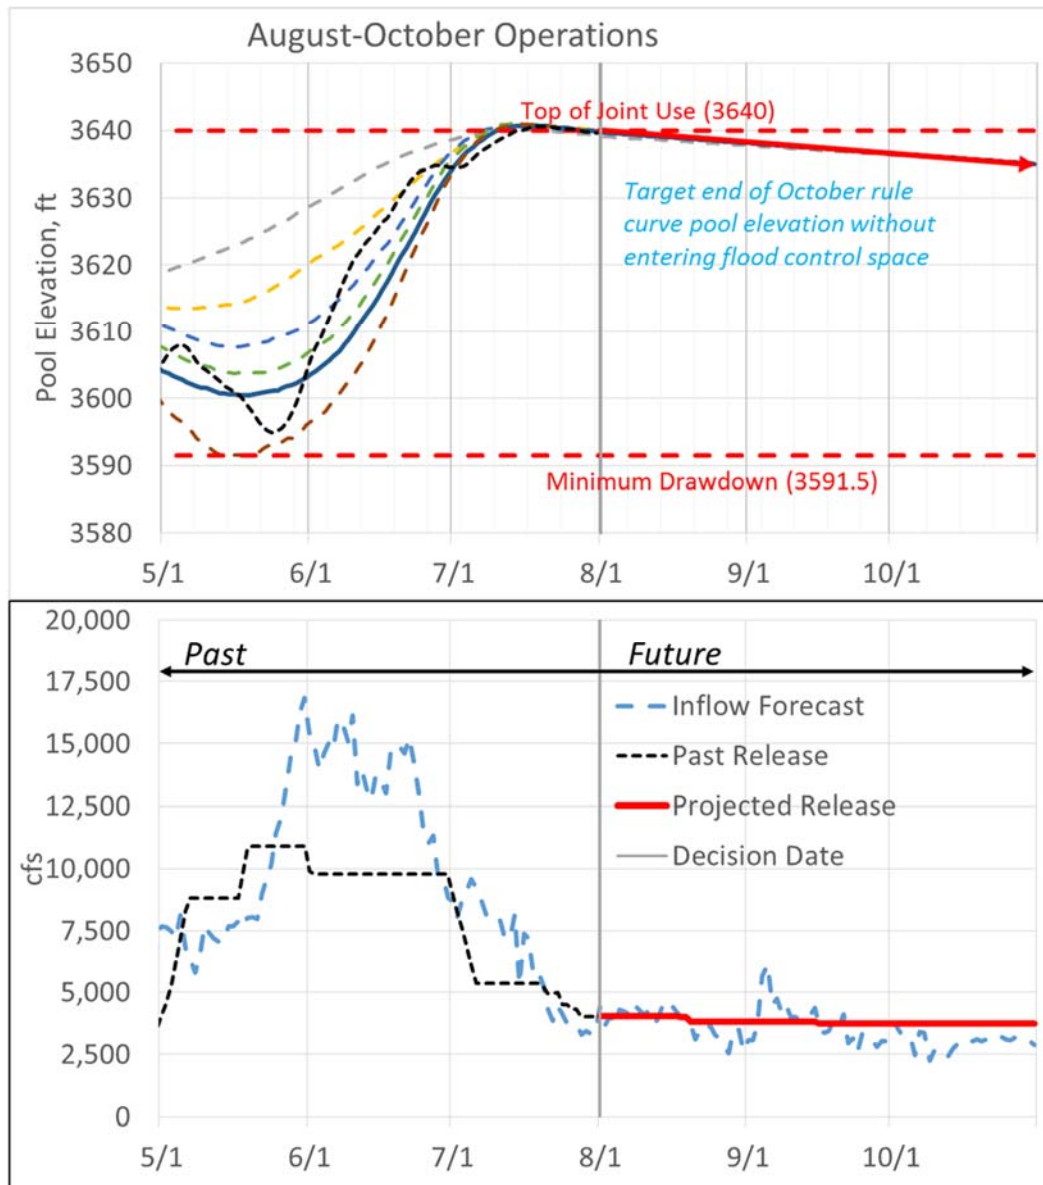 August-October Operations
Pool Elevation, ft
3650
3640
3630
3620
3610
3600
3590
3580
Top of Joint Use (3640)
Target end of October rule
curve pool elevation without
entering flood control space
Minimum Drawdown (3591.5)
5/1
6/1
7/1
8/1
9/1
10/1
cfs
20,000
17,500
15,000
12,500
10,000
7,500
5,000
2,500
0
Past
Future
Inflow Forecast
Past Release
Projected Release
Decision Date
5/1
6/1
7/1
8/1
9/1
10/1